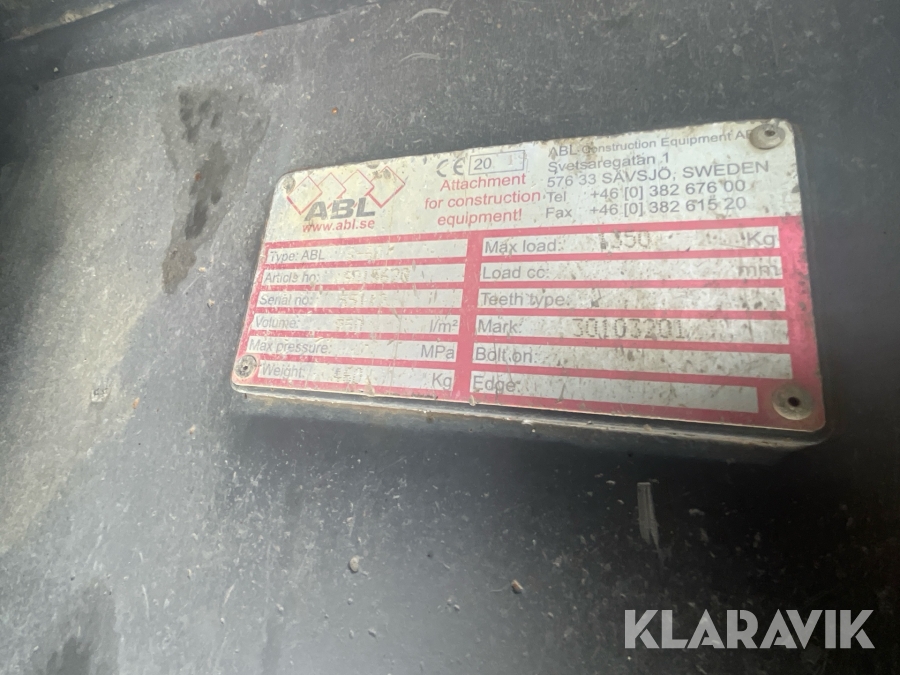 ABL
www.abl.se
CE 20
Attachment
for construction
equipment!
ABL Construction Equipment AB
Svetsaregatan 1
576 33 SÄVSJÖ, SWEDEN
Tel +46 [0] 382 676 00
Fax +46 [0] 382 615 20
Type: ABL
Article no:
Serial no:
Volume: l/m²
Max pressure: MPa
Weight: Kg
Max load: 1350 Kg
Load cc: mm
Teeth type:
Mark: 30103201
Bolt on:
Edge:
KLARAVIK